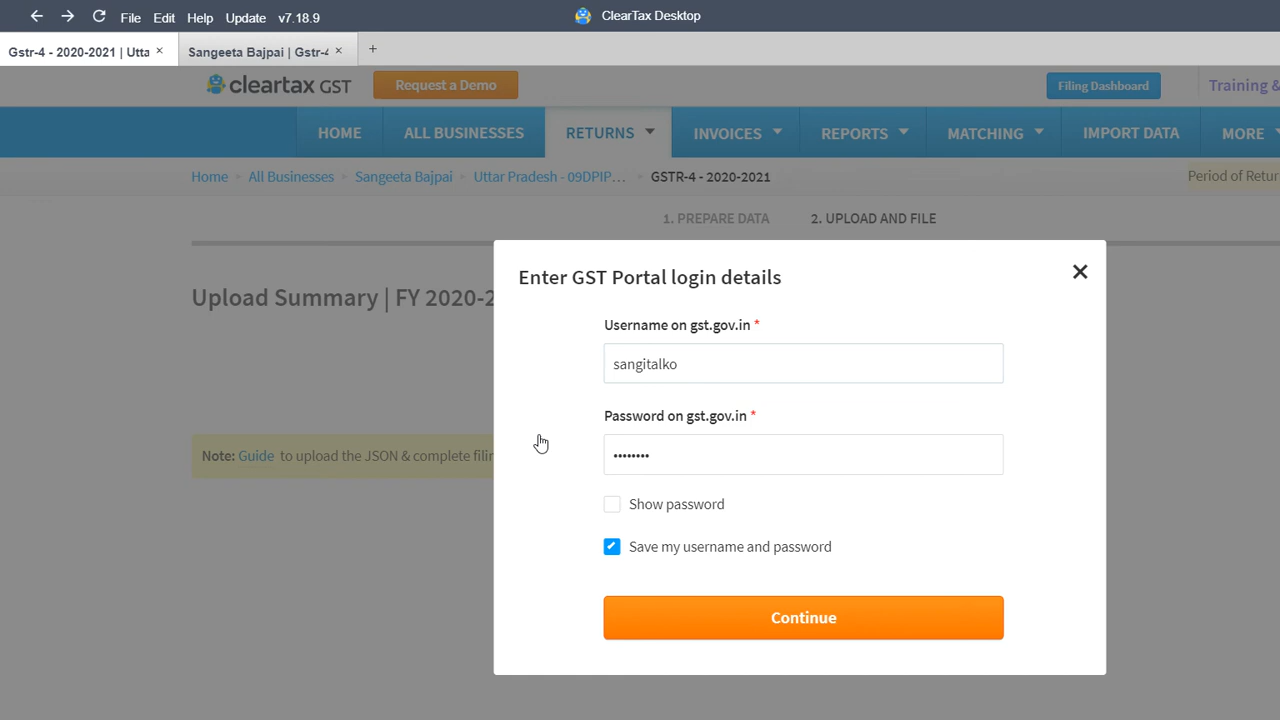 File Edit Help Update v7.18.9 ClearTax Desktop
Gstr-4 - 2020-2021 | Utta × Sangeeta Bajpai | Gstr-4 × +
cleartax GST Request a Demo Filing Dashboard Training &
HOME ALL BUSINESSES RETURNS INVOICES REPORTS MATCHING IMPORT DATA MORE
Home All Businesses Sangeeta Bajpai Uttar Pradesh - 09DPIP... GSTR-4 - 2020-2021 Period of Retur
1. PREPARE DATA 2. UPLOAD AND FILE
Upload Summary | FY 2020-2
Enter GST Portal login details
Username on gst.gov.in *
sangitalko
Password on gst.gov.in *
••••••••
Note: Guide to upload the JSON & complete filin
Show password
Save my username and password
Continue